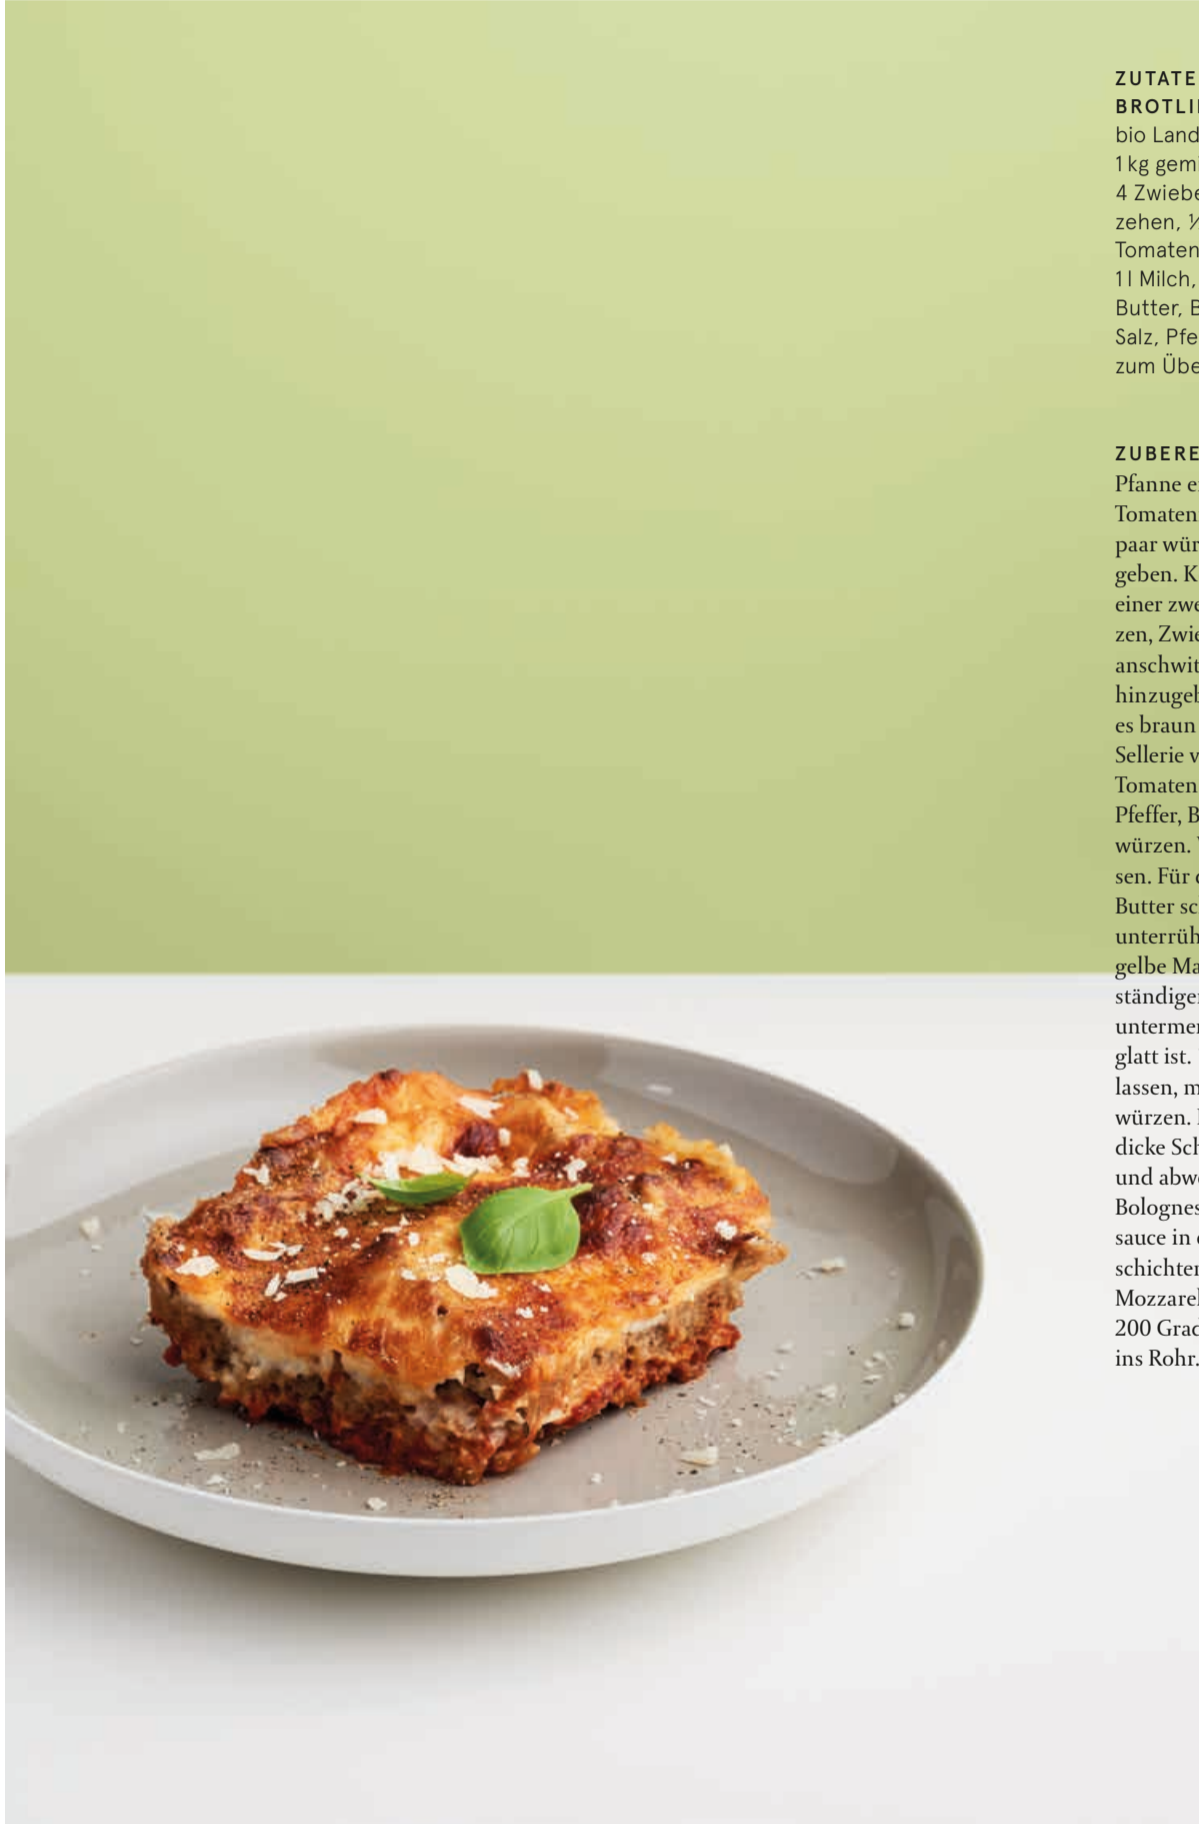 ZUTATE
BROTLI
bio Land
1 kg gem
4 Zwiebe
zehen,
Tomaten
1 l Milch,
Butter, B
Salz, Pfe
zum Übe
ZUBERE
Pfanne e
Tomaten
paar wür
geben. K
einer zwe
zen, Zwie
anschwit
hinzugeb
es braun
Sellerie v
Tomaten
Pfeffer, B
würzen.
sen. Für
Butter sc
unterrüh
gelbe Ma
ständige
unterme
glatt ist.
lassen, m
würzen.
dicke Sch
und abw
Bolognes
sauce in
schichten
Mozzarel
200 Grad
ins Rohr.